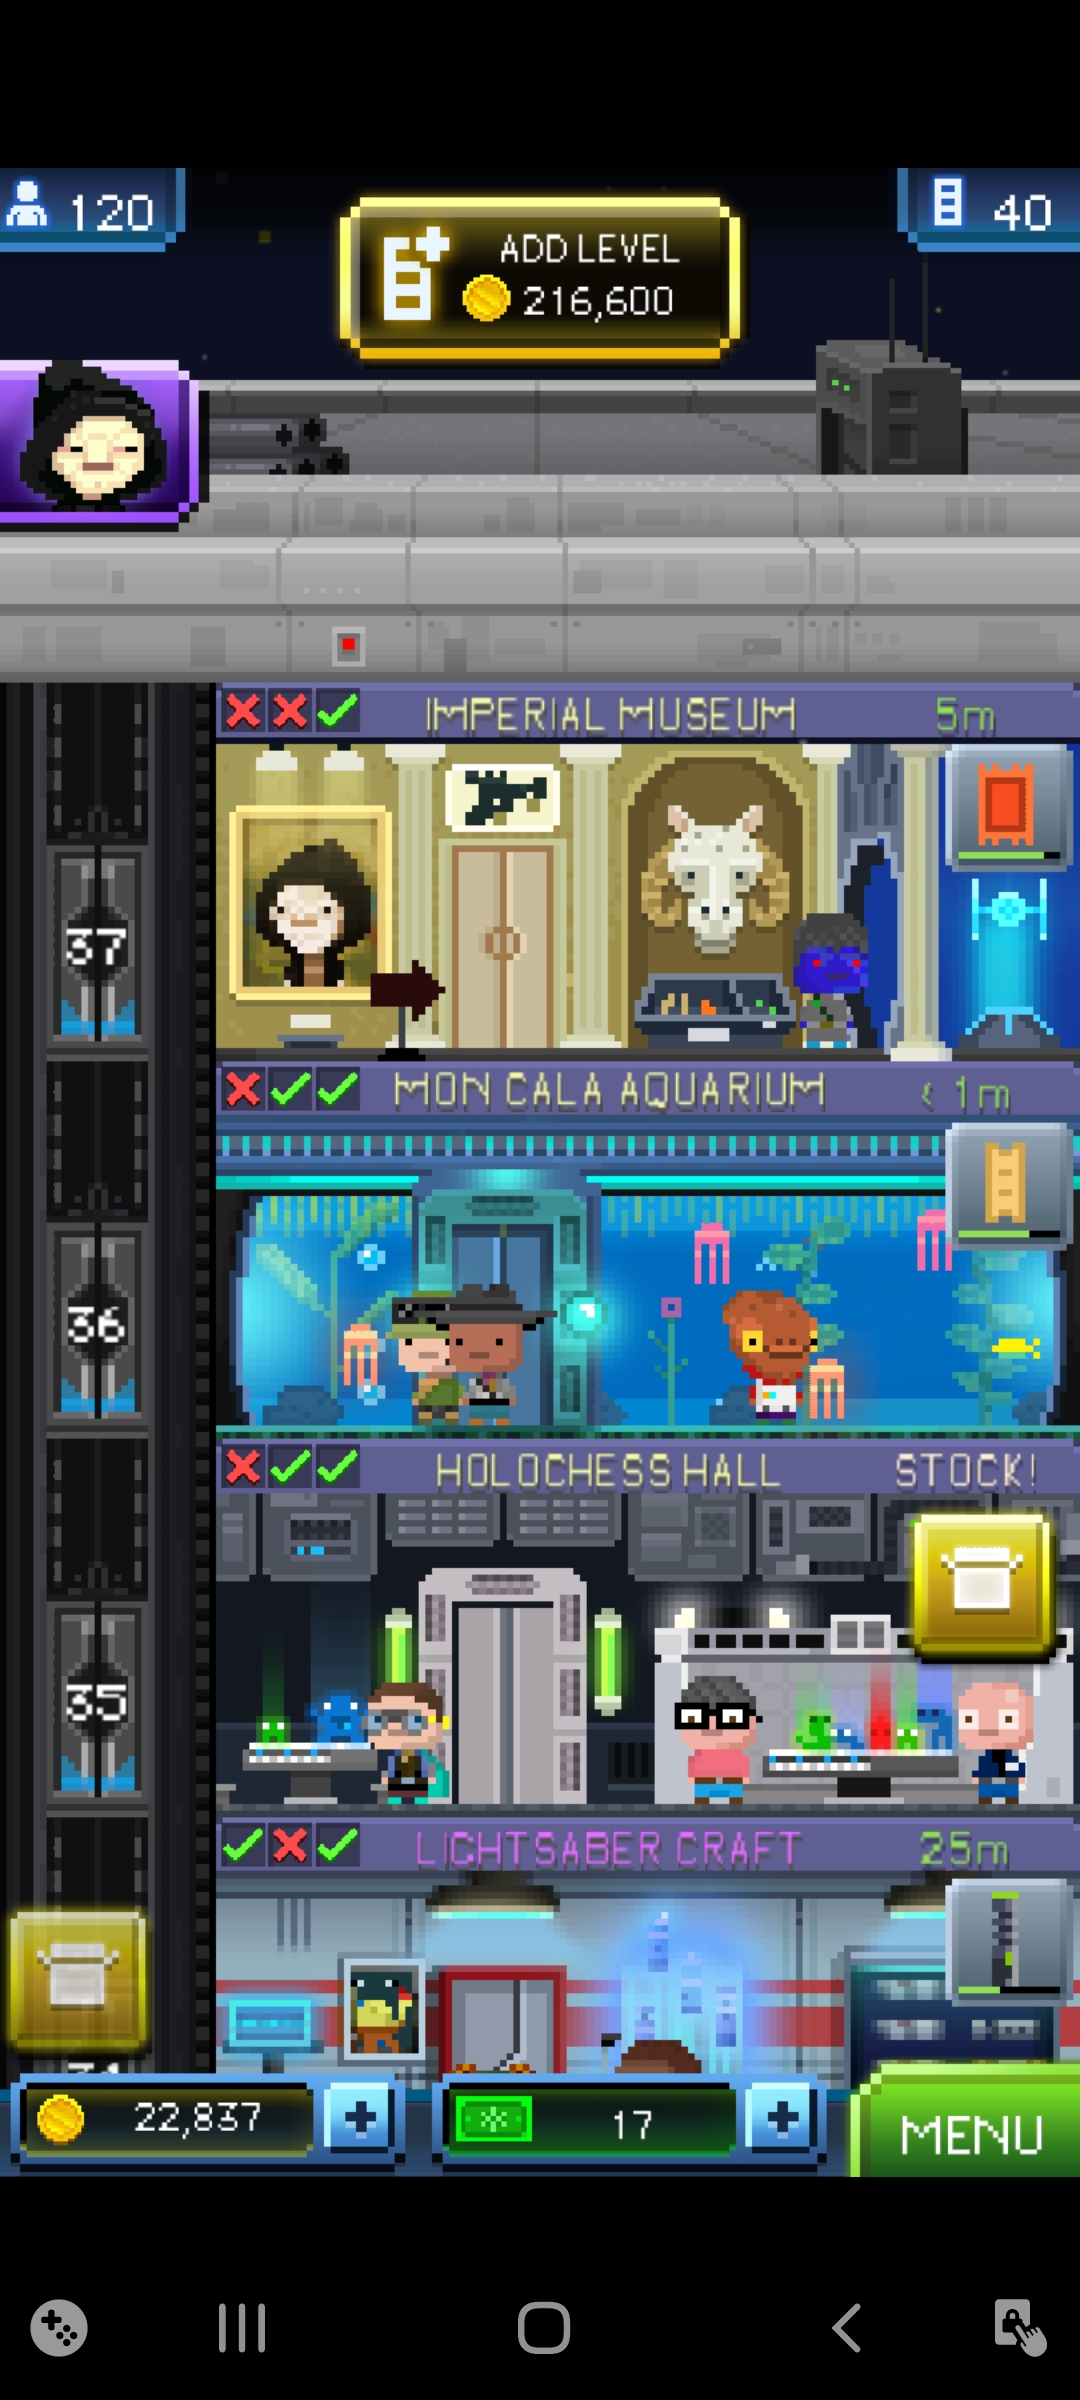 120
ADD LEVEL
216,600
40
IMPERIAL MUSEUM 5m
37
MON CALA AQUARIUM < 1m
36
HOLOCHESS HALL STOCK!
35
LIGHTSABER CRAFT 25m
22,837
17
MENU